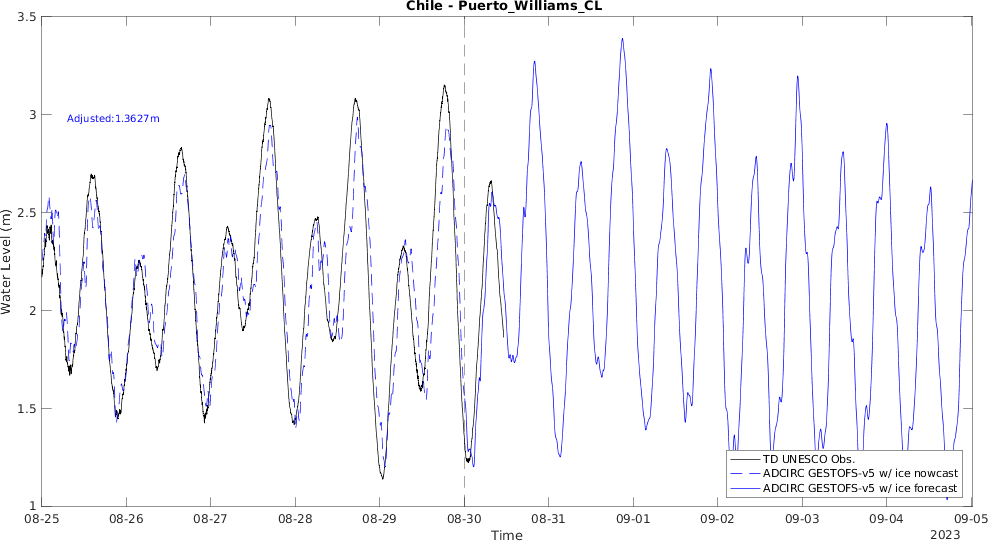 Chile - Puerto_Williams_CL
3.5
3
2.5
2
1.5
1
Water Level (m)
Adjusted:1.3627m
TD UNESCO Obs.
ADCIRC GESTOFS-v5 w/ ice nowcast
ADCIRC GESTOFS-v5 w/ ice forecast
08-25 08-26 08-27 08-28 08-29 08-30 08-31 09-01 09-02 09-03 09-04 09-05
Time
2023